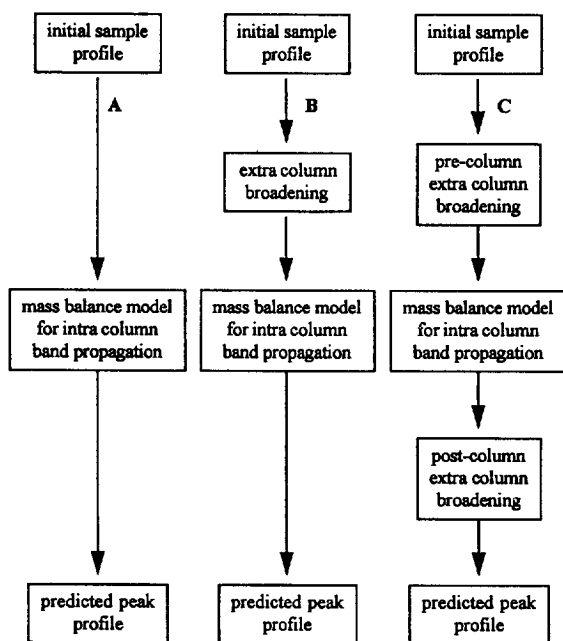 initial sample
profile
A
mass balance model
for intra column
band propagation
predicted peak
profile
initial sample
profile
B
extra column
broadening
mass balance model
for intra column
band propagation
predicted peak
profile
initial sample
profile
C
pre-column
extra column
broadening
mass balance model
for intra column
band propagation
post-column
extra column
broadening
predicted peak
profile